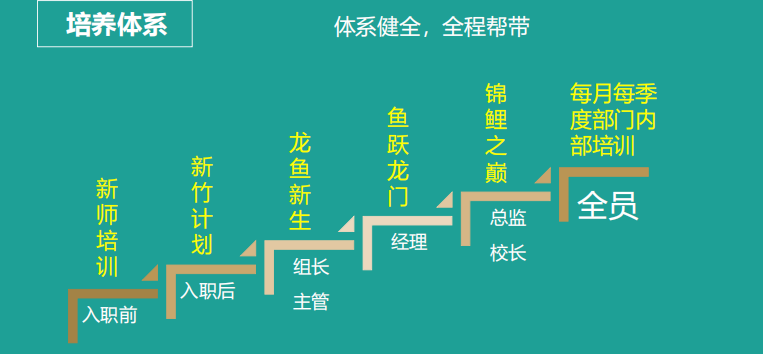 培养体系
体系健全，全程帮带
新师培训
入职前
新竹计划
入职后
龙鱼新生
组长
主管
鱼跃龙门
经理
锦鲤之巅
总监
校长
每月每季
度部门内
部培训
全员